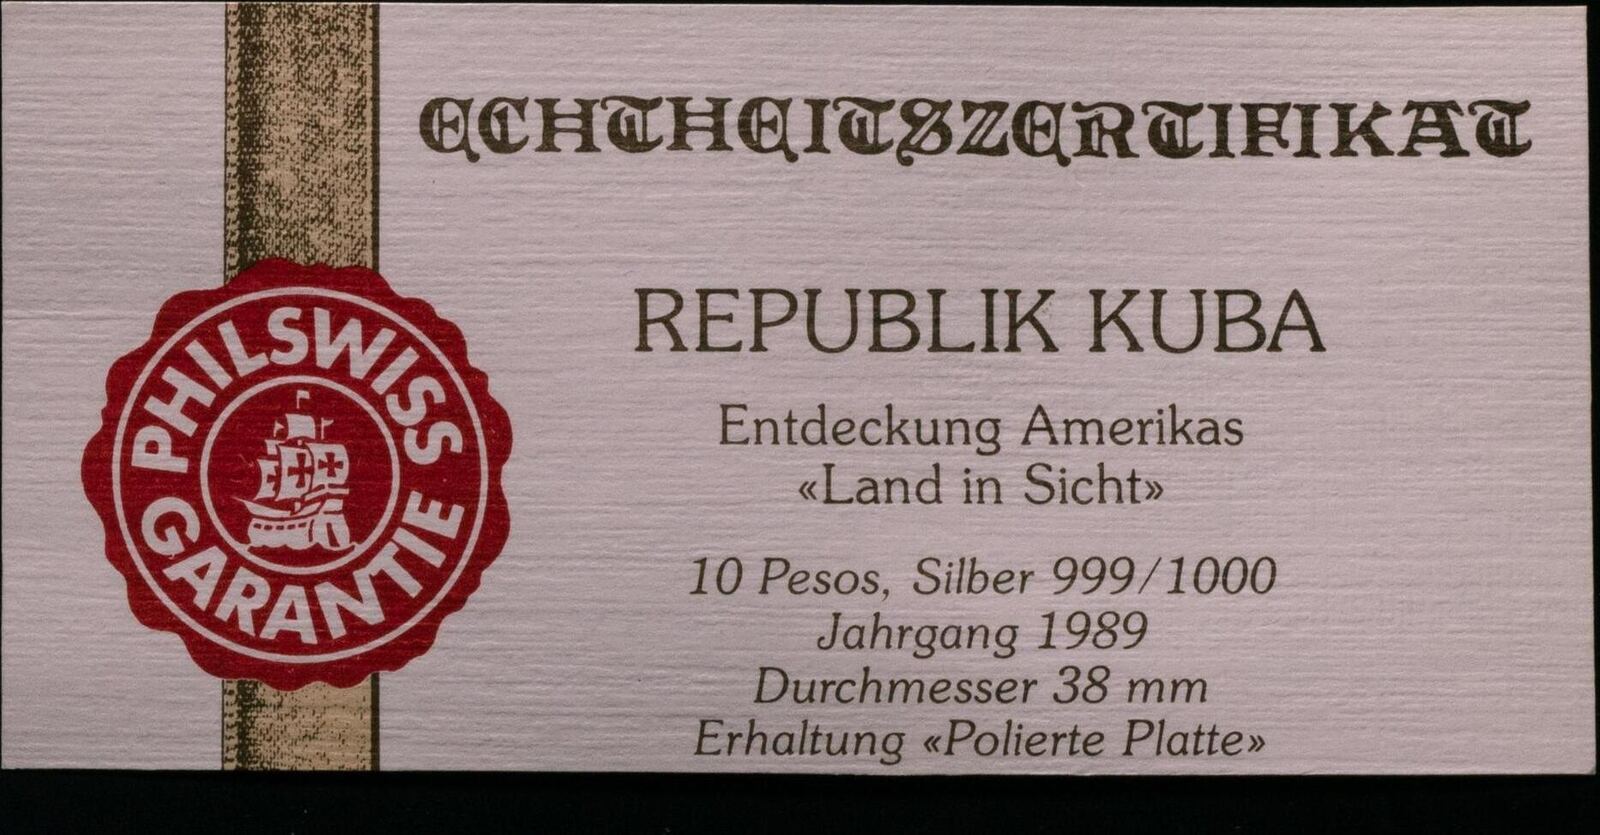 ECHTHEITSZERTIFIKAT
REPUBLIK KUBA
Entdeckung Amerikas
«Land in Sicht»
10 Pesos, Silber 999/1000
Jahrgang 1989
Durchmesser 38 mm
Erhaltung «Polierte Platte»
PHILSWISS
GARANTIE